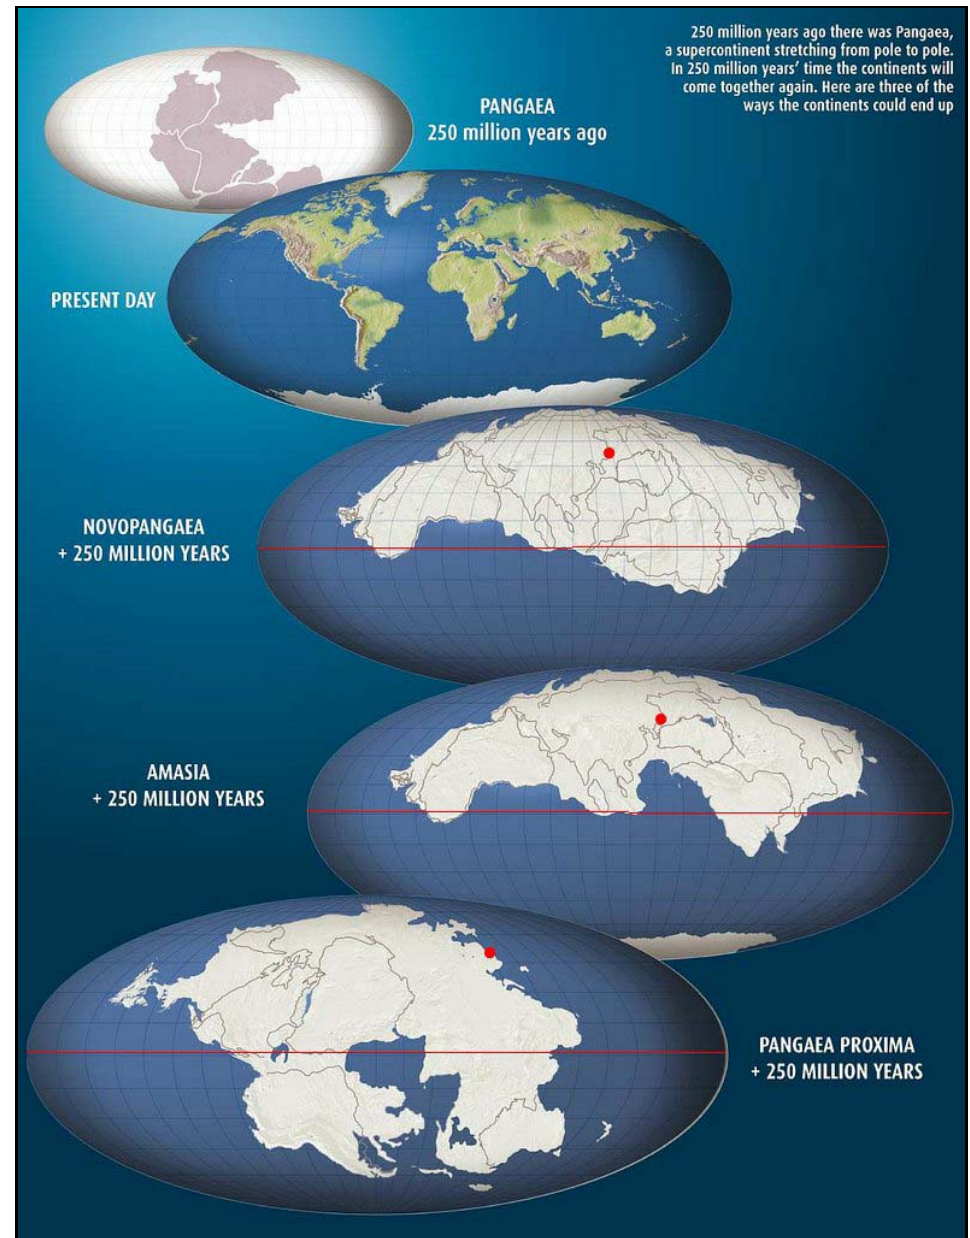 250 million years ago there was Pangaea,
a supercontinent stretching from pole to pole.
In 250 million years' time the continents will
come together again. Here are three of the
ways the continents could end up
PANGAEA
250 million years ago
PRESENT DAY
NOVOPANGAEA
+ 250 MILLION YEARS
AMASIA
+ 250 MILLION YEARS
PANGAEA PROXIMA
+ 250 MILLION YEARS